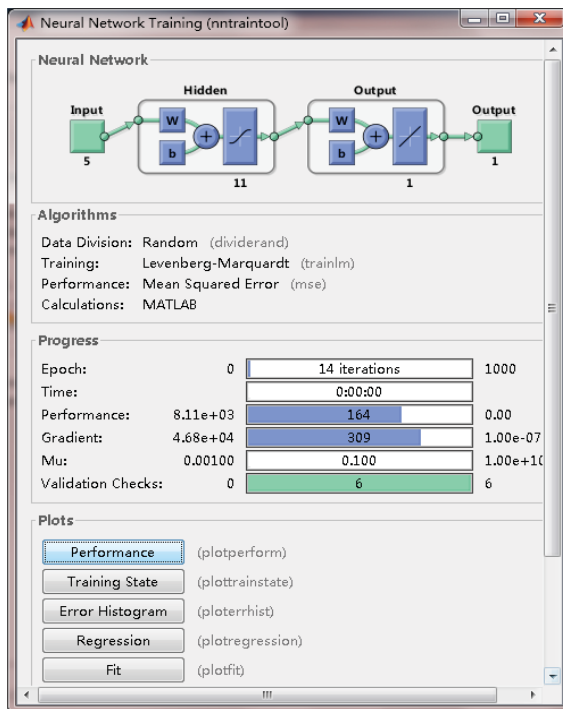 Neural Network Training (nntraintool)
Neural Network
Hidden Output
Input Output
W W
b b
5 11 1 1
Algorithms
Data Division: Random (dividerand)
Training: Levenberg-Marquardt (trainlm)
Performance: Mean Squared Error (mse)
Calculations: MATLAB
Progress
Epoch: 0 14 iterations 1000
Time: 0:00:00
Performance: 8.11e+03 164 0.00
Gradient: 4.68e+04 309 1.00e-07
Mu: 0.00100 0.100 1.00e+10
Validation Checks: 0 6 6
Plots
Performance (plotperform)
Training State (plottrainstate)
Error Histogram (ploterrhist)
Regression (plotregression)
Fit (plotfit)